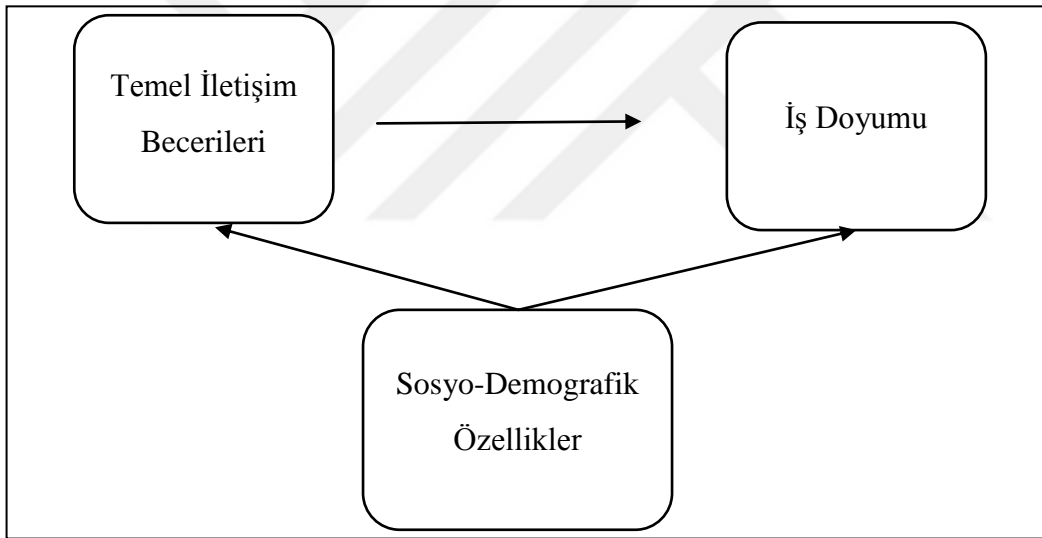 Temel İletişim
Becerileri
İş Doyumu
Sosyo-Demografik
Özellikler